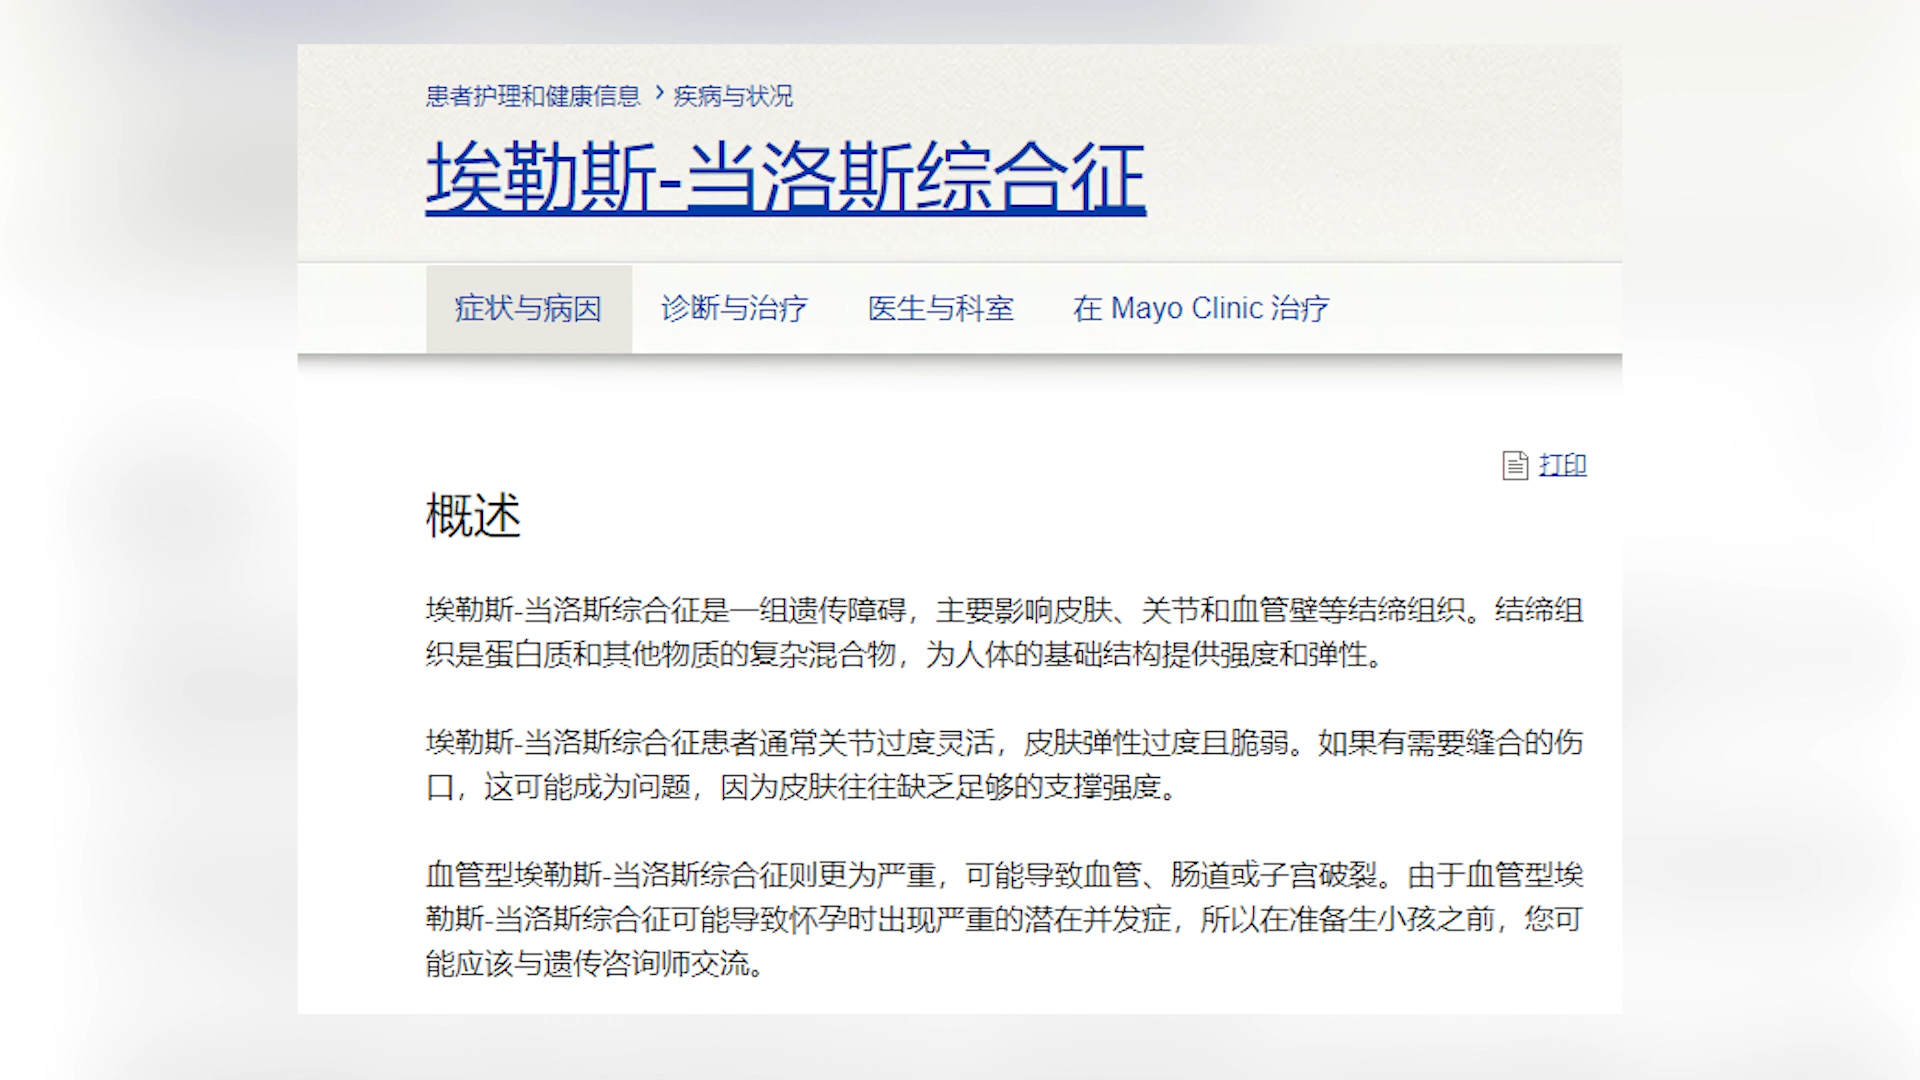 患者护理和健康信息 › 疾病与状况
埃勒斯-当洛斯综合征
症状与病因 诊断与治疗 医生与科室 在 Mayo Clinic 治疗
打印
概述
埃勒斯-当洛斯综合征是一组遗传障碍，主要影响皮肤、关节和血管壁等结缔组织。结缔组
织是蛋白质和其他物质的复杂混合物，为人体的基础结构提供强度和弹性。
埃勒斯-当洛斯综合征患者通常关节过度灵活，皮肤弹性过度且脆弱。如果有需要缝合的伤
口，这可能成为问题，因为皮肤往往缺乏足够的支撑强度。
血管型埃勒斯-当洛斯综合征则更为严重，可能导致血管、肠道或子宫破裂。由于血管型埃
勒斯-当洛斯综合征可能导致怀孕时出现严重的潜在并发症，所以在准备生小孩之前，您可
能应该与遗传咨询师交流。